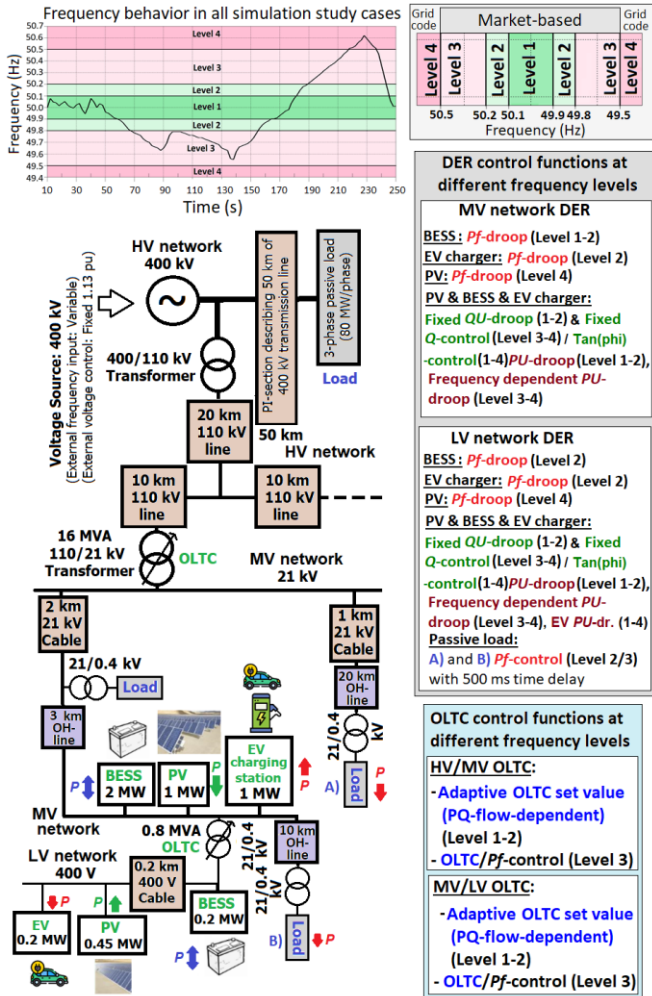 Frequency behavior in all simulation study cases
Frequency (Hz)
50.7
50.6
50.5
50.4
50.3
50.2
50.1
50.0
49.9
49.8
49.7
49.6
49.5
49.4
Level 4
Level 3
Level 2
Level 1
Level 2
Level 3
Level 4
10 30 50 70 90 110 130 150 170 190 210 230 250
Time (s)
Grid code
Market-based
Grid code
Level 4
Level 3
Level 2
Level 1
Level 2
Level 3
Level 4
50.5 50.2 50.1 49.9 49.8 49.5
Frequency (Hz)
DER control functions at
different frequency levels
MV network DER
BESS: Pf-droop (Level 1-2)
EV charger: Pf-droop (Level 2)
PV: Pf-droop (Level 4)
PV & BESS & EV charger:
Fixed QU-droop (1-2) & Fixed
Q-control (Level 3-4) / Tan(phi)
-control(1-4)PU-droop (Level 1-2),
Frequency dependent PU-
droop (Level 3-4)
LV network DER
BESS: Pf-droop (Level 2)
EV charger: Pf-droop (Level 2)
PV: Pf-droop (Level 4)
PV & BESS & EV charger:
Fixed QU-droop (1-2) & Fixed
Q-control (Level 3-4) / Tan(phi)
-control(1-4)PU-droop (Level 1-2),
Frequency dependent PU-
droop (Level 3-4), EV PU-dr. (1-4)
Passive load:
A) and B) Pf-control (Level 2/3)
with 500 ms time delay
OLTC control functions at
different frequency levels
HV/MV OLTC:
-Adaptive OLTC set value
(PQ-flow-dependent)
(Level 1-2)
- OLTC/Pf-control (Level 3)
MV/LV OLTC:
-Adaptive OLTC set value
(PQ-flow-dependent)
(Level 1-2)
- OLTC/Pf-control (Level 3)
Voltage Source: 400 kV
(External frequency input: Variable)
(External voltage control: Fixed 1.13 pu)
HV network
400 kV
PI-section describing 50 km of
400 kV transmission line
50 km
3-phase passive load
(80 MW/phase)
Load
400/110 kV
Transformer
20 km
110 kV
line
HV network
10 km
110 kV
line
10 km
110 kV
line
16 MVA
110/21 kV
Transformer
OLTC
MV network
21 kV
2 km
21 kV
Cable
1 km
21 kV
Cable
21/0.4 kV
Load
20 km
OH-
line
21/0.4
kV
A)
Load
P
3 km
OH-
line
P
BESS
2 MW
PV
1 MW
P
EV
charging
station
1 MW
P
MV
network
0.8 MVA
OLTC
21/0.4
kV
10 km
OH-
line
21/0.4 kV
B)
Load
P
LV network
400 V
0.2 km
400 V
Cable
BESS
0.2 MW
P
P
EV
0.2 MW
P
PV
0.45 MW